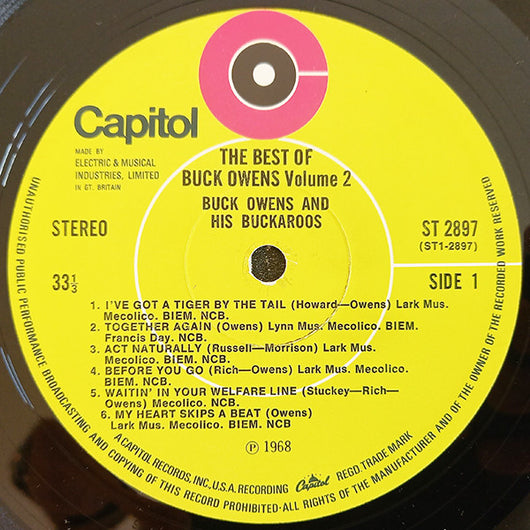 Capitol
MADE BY
ELECTRIC & MUSICAL
INDUSTRIES, LIMITED
IN GT. BRITAIN
THE BEST OF
BUCK OWENS Volume 2
BUCK OWENS AND
HIS BUCKAROOS
STEREO
ST 2897
(ST1-2897)
33⅓
SIDE 1
1. I'VE GOT A TIGER BY THE TAIL (Howard—Owens) Lark Mus.
Mecolico. BIEM. NCB.
2. TOGETHER AGAIN (Owens) Lynn Mus. Mecolico. BIEM.
Francis Day. NCB.
3. ACT NATURALLY (Russell—Morrison) Lark Mus.
Mecolico. BIEM. NCB.
4. BEFORE YOU GO (Rich—Owens) Lark Mus. Mecolico.
BIEM. NCB.
5. WAITIN' IN YOUR WELFARE LINE (Stuckey—Rich—
Owens) Mecolico. NCB.
6. MY HEART SKIPS A BEAT (Owens)
Lark Mus. Mecolico. BIEM. NCB.
℗ 1968
A CAPITOL RECORDS, INC., U.S.A. RECORDING
Capitol
REGD. TRADE MARK
UNAUTHORISED PUBLIC PERFORMANCE BROADCASTING AND COPYING OF THIS RECORD PROHIBITED·ALL RIGHTS OF THE MANUFACTURER AND OF THE OWNER OF THE RECORDED WORK RESERVED